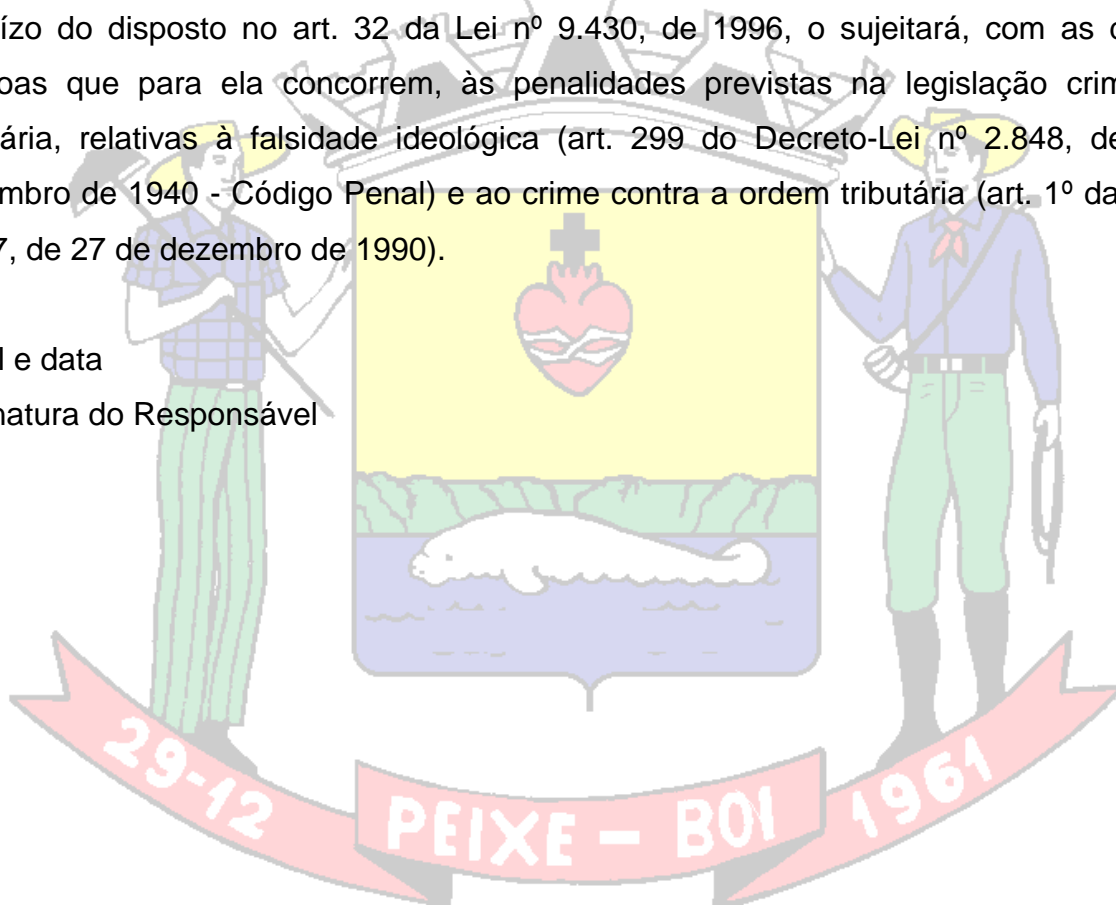 ízo do disposto no art. 32 da Lei nº 9.430, de 1996, o sujeitará, com as
oas que para ela concorrem, às penalidades previstas na legislação crim
ária, relativas à falsidade ideológica (art. 299 do Decreto-Lei nº 2.848, de
mbro de 1940 - Código Penal) e ao crime contra a ordem tributária (art. 1º da
7, de 27 de dezembro de 1990).
l e data
natura do Responsável
29-12 PEIXE - BOI 1961